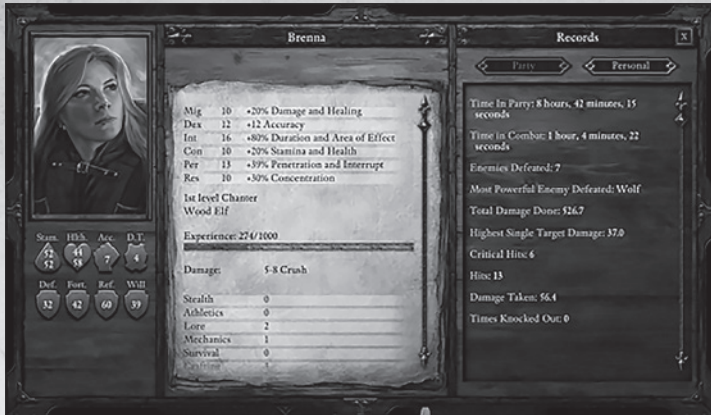 Brenna
Records
X
Party
Personal
Mig 10 +20% Damage and Healing
Dex 12 +12 Accuracy
Int 16 +80% Duration and Area of Effect
Con 10 +20% Stamina and Health
Per 13 +39% Penetration and Interrupt
Res 10 +30% Concentration
1st level Chanter
Wood Elf
Experience: 274/1000
Damage: 5-8 Crush
Stealth 0
Athletics 0
Lore 2
Mechanics 1
Survival 0
Stam. Hlth. Acc. D.T.
52 44 7 4
52 58
Def. Fort. Ref. Will
32 42 60 39
Time In Party: 8 hours, 42 minutes, 15
seconds
Time in Combat: 1 hour, 4 minutes, 22
seconds
Enemies Defeated: 7
Most Powerful Enemy Defeated: Wolf
Total Damage Done: 526.7
Highest Single Target Damage: 37.0
Critical Hits: 6
Hits: 13
Damage Taken: 56.4
Times Knocked Out: 0